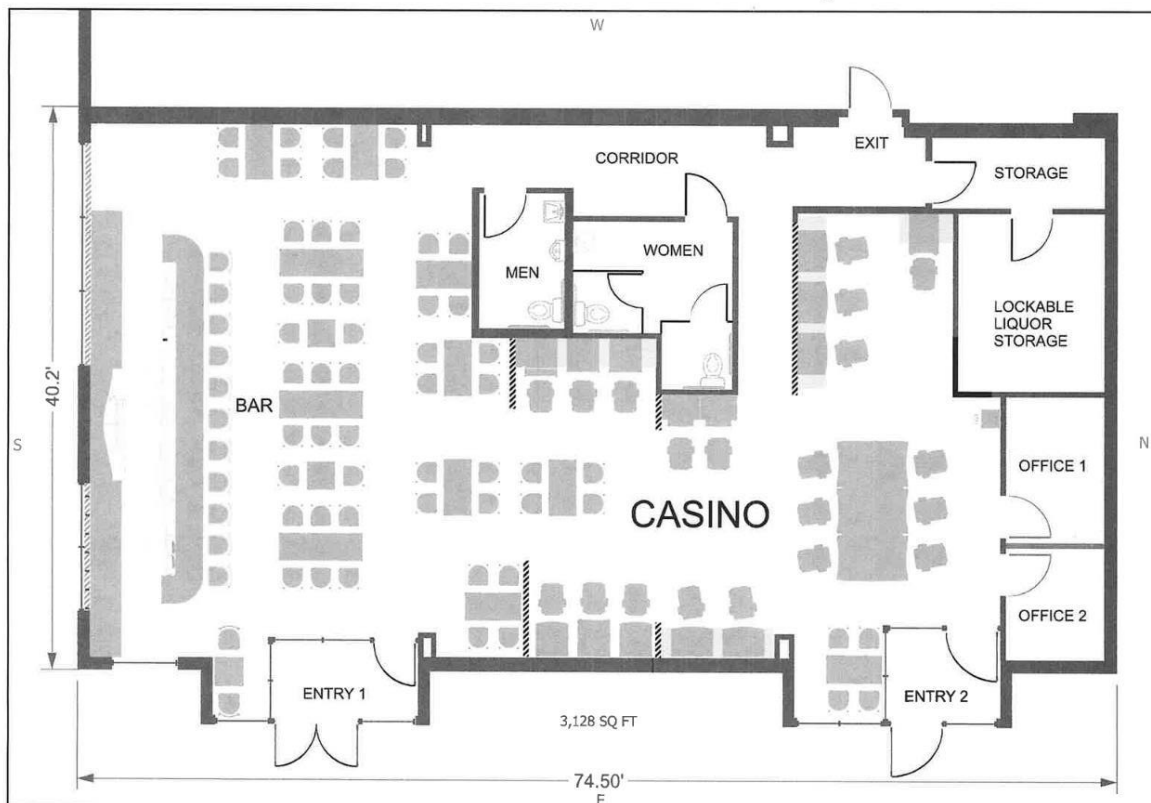 W
EXIT
CORRIDOR
STORAGE
WOMEN
MEN
LOCKABLE
LIQUOR
STORAGE
40.2'
BAR
S
N
OFFICE 1
CASINO
OFFICE 2
ENTRY 1
ENTRY 2
3,128 SQ FT
74.50'
E